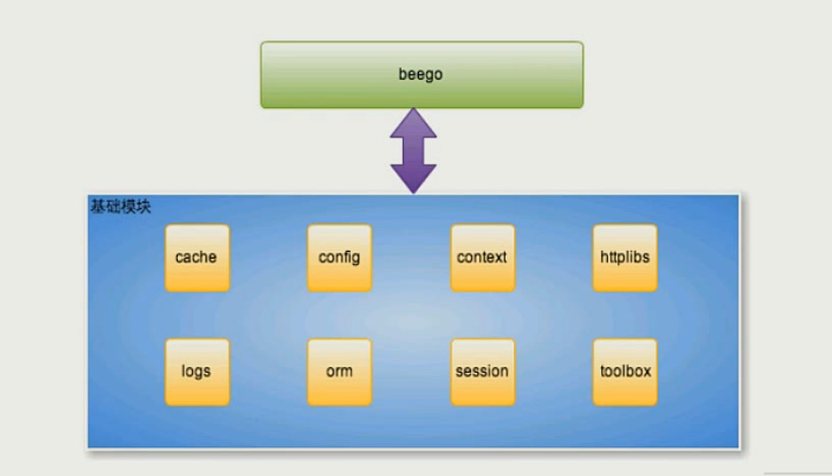 beego
基础模块
cache config context httplibs
logs orm session toolbox